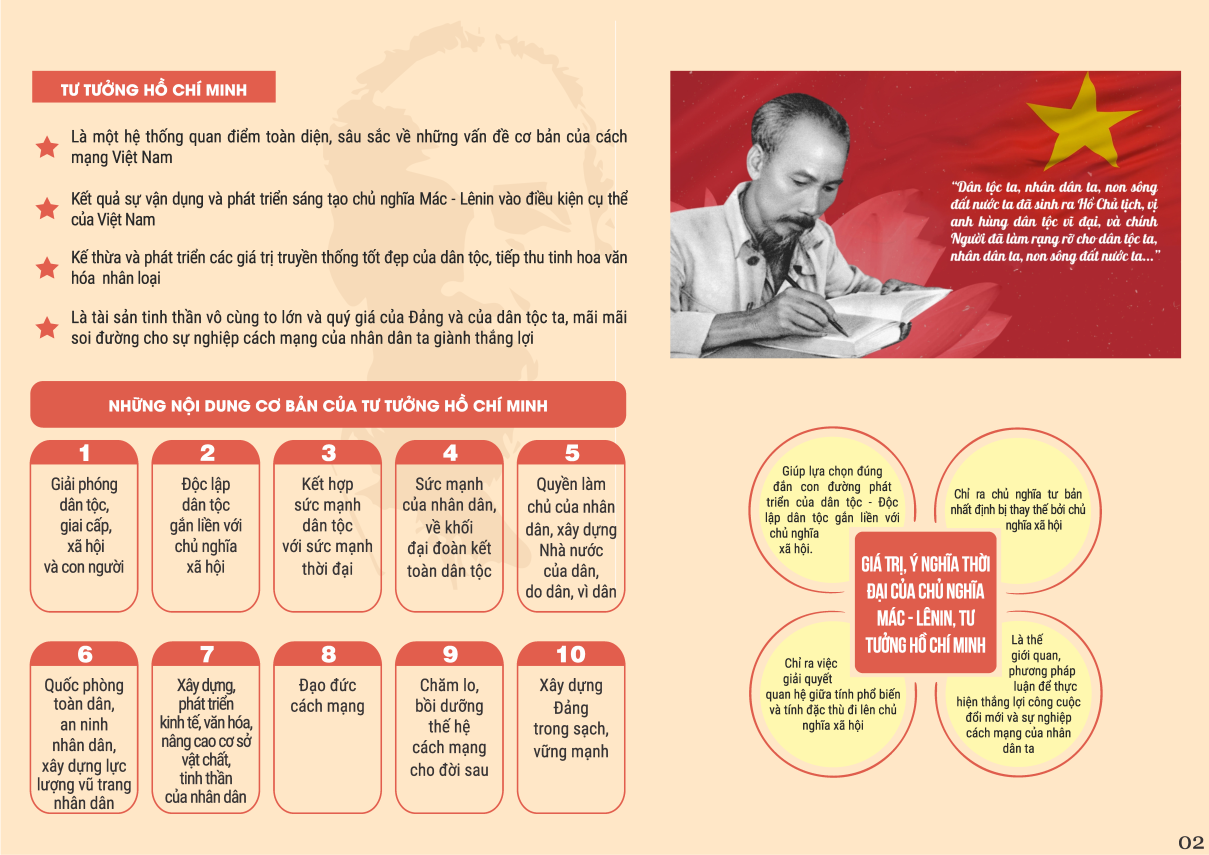 TƯ TƯỞNG HỒ CHÍ MINH
Là một hệ thống quan điểm toàn diện, sâu sắc về những vấn đề cơ bản của cách
mạng Việt Nam
Kết quả sự vận dụng và phát triển sáng tạo chủ nghĩa Mác - Lênin vào điều kiện cụ thể
của Việt Nam
Kế thừa và phát triển các giá trị truyền thống tốt đẹp của dân tộc, tiếp thu tinh hoa văn
hóa nhân loại
Là tài sản tinh thần vô cùng to lớn và quý giá của Đảng và của dân tộc ta, mãi mãi
soi đường cho sự nghiệp cách mạng của nhân dân ta giành thắng lợi
NHỮNG NỘI DUNG CƠ BẢN CỦA TƯ TƯỞNG HỒ CHÍ MINH
1
Giải phóng
dân tộc,
giai cấp,
xã hội
và con người
2
Độc lập
dân tộc
gắn liền với
chủ nghĩa
xã hội
3
Kết hợp
sức mạnh
dân tộc
với sức mạnh
thời đại
4
Sức mạnh
của nhân dân,
về khối
đại đoàn kết
toàn dân tộc
5
Quyền làm
chủ của nhân
dân, xây dựng
Nhà nước
của dân,
do dân, vì dân
6
Quốc phòng
toàn dân,
an ninh
nhân dân,
xây dựng lực
lượng vũ trang
nhân dân
7
Xây dựng,
phát triển
kinh tế, văn hóa,
nâng cao cơ sở
vật chất,
tinh thần
của nhân dân
8
Đạo đức
cách mạng
9
Chăm lo,
bồi dưỡng
thế hệ
cách mạng
cho đời sau
10
Xây dựng
Đảng
trong sạch,
vững mạnh
“Dân tộc ta, nhân dân ta, non sông
đất nước ta đã sinh ra Hồ Chủ tịch, vị
anh hùng dân tộc vĩ đại, và chính
Người đã làm rạng rỡ cho dân tộc ta,
nhân dân ta, non sông đất nước ta...”
Giúp lựa chọn đúng
đắn con đường phát
triển của dân tộc - Độc
lập dân tộc gắn liền với
chủ nghĩa
xã hội.
Chỉ ra chủ nghĩa tư bản
nhất định bị thay thế bởi chủ
nghĩa xã hội
GIÁ TRỊ, Ý NGHĨA THỜI
ĐẠI CỦA CHỦ NGHĨA
MÁC - LÊNIN, TƯ
TƯỞNG HỒ CHÍ MINH
Chỉ ra việc
giải quyết
quan hệ giữa tính phổ biến
và tính đặc thù đi lên chủ
nghĩa xã hội
Là thế
giới quan,
phương pháp
luận để thực
hiện thắng lợi công cuộc
đổi mới và sự nghiệp
cách mạng của nhân
dân ta
02